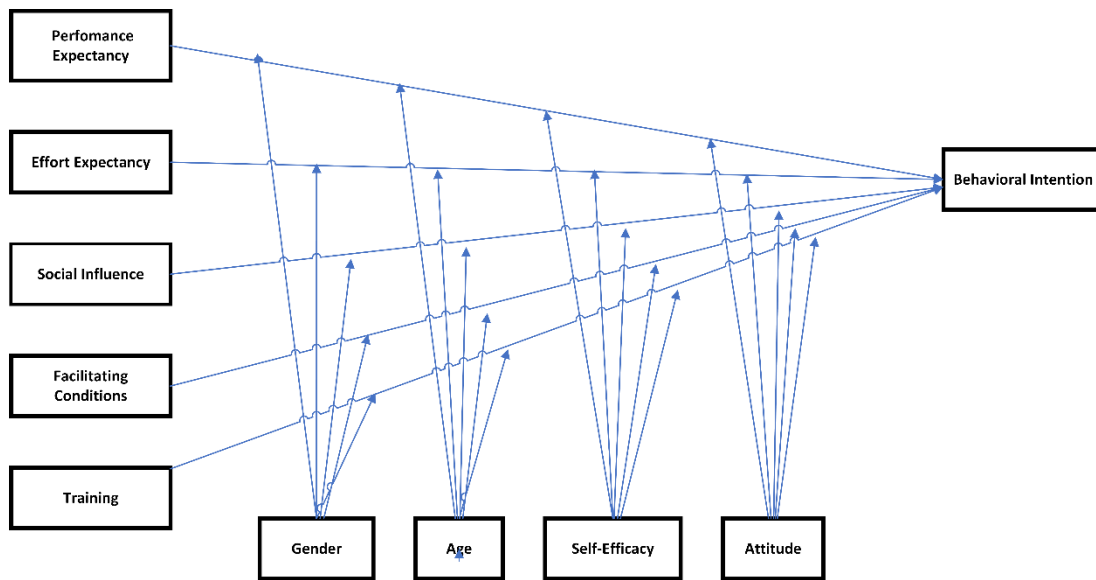 Perfomance
Expectancy
Effort Expectancy
Behavioral Intention
Social Influence
Facilitating
Conditions
Training
Gender
Age
Self-Efficacy
Attitude